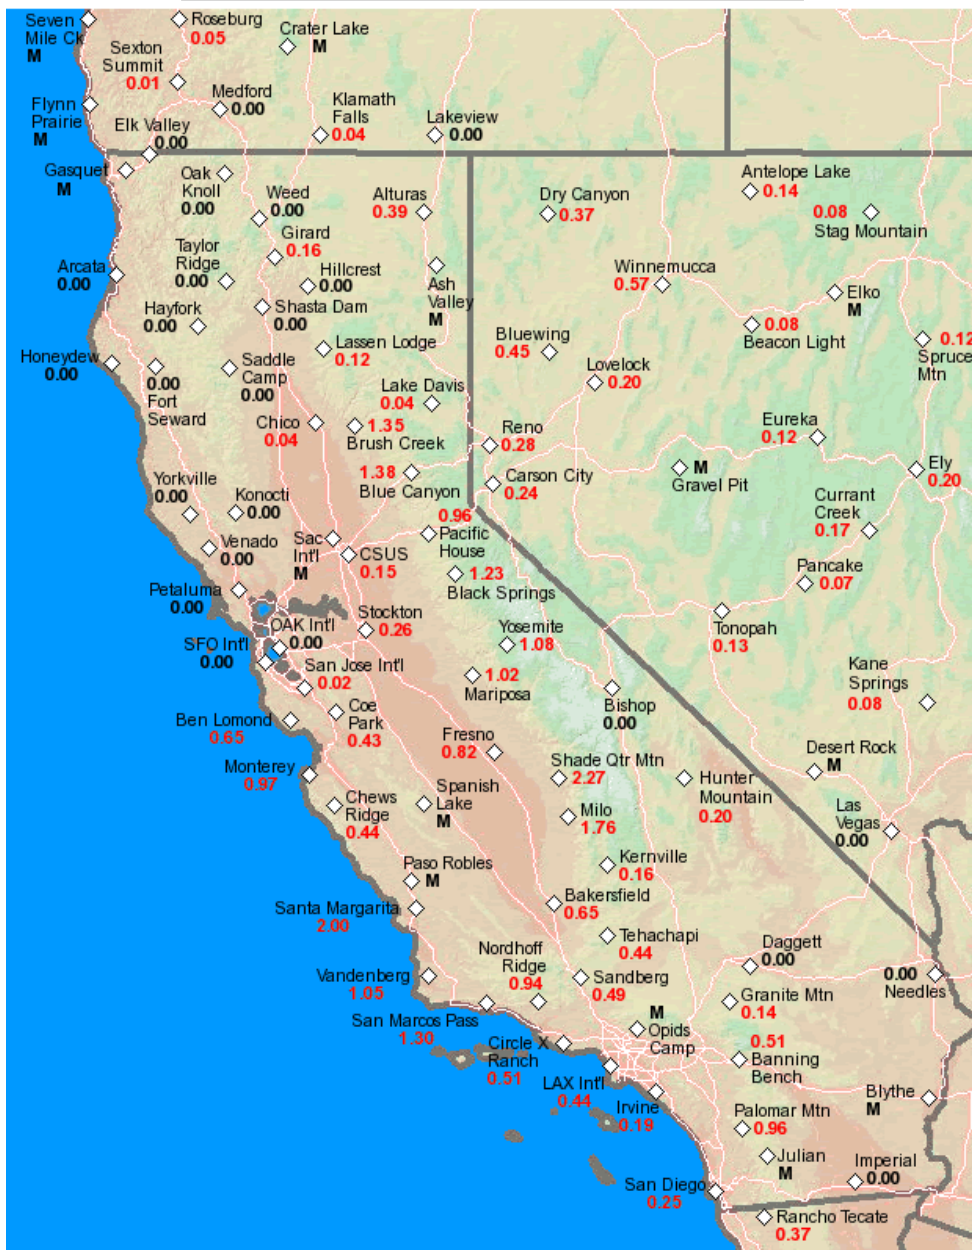 Seven
Mile Ck
M
Roseburg
0.05
Crater Lake
M
Sexton
Summit
0.01
Flynn
Prairie
M
Medford
0.00
Klamath
Falls
0.04
Lakeview
0.00
Elk Valley
0.00
Gasquet
M
Oak
Knoll
0.00
Weed
0.00
Alturas
0.39
Dry Canyon
0.37
Antelope Lake
0.14
0.08
Stag Mountain
Girard
0.16
Taylor
Ridge
0.00
Arcata
0.00
Hillcrest
0.00
Ash
Valley
M
Winnemucca
0.57
Elko
M
Hayfork
0.00
Shasta Dam
0.00
Bluewing
0.45
0.08
Beacon Light
0.12
Spruce
Mtn
Honeydew
0.00
0.00
Fort
Seward
Saddle
Camp
0.00
Lassen Lodge
0.12
Lovelock
0.20
Lake Davis
0.04
Chico
0.04
1.35
Brush Creek
Reno
0.28
Eureka
0.12
1.38
Blue Canyon
Carson City
0.24
M
Gravel Pit
Ely
0.20
Yorkville
0.00
Konocti
0.00
Currant
Creek
0.17
0.96
Pacific
House
Venado
0.00
Sac
Int'l
M
CSUS
0.15
1.23
Black Springs
Pancake
0.07
Petaluma
0.00
Stockton
0.26
Tonopah
0.13
OAK Int'l
0.00
SFO Int'l
0.00
Yosemite
1.08
San Jose Int'l
0.02
1.02
Mariposa
Bishop
0.00
Kane
Springs
0.08
Ben Lomond
0.65
Coe
Park
0.43
Fresno
0.82
Monterey
0.97
Shade Qtr Mtn
2.27
Hunter
Mountain
0.20
Desert Rock
M
Chews
Ridge
0.44
Spanish
Lake
M
Milo
1.76
Las
Vegas
0.00
Paso Robles
M
Kernville
0.16
Santa Margarita
2.00
Bakersfield
0.65
Tehachapi
0.44
Nordhoff
Ridge
0.94
Daggett
0.00
Vandenberg
1.05
Sandberg
0.49
0.00
Needles
San Marcos Pass
1.30
M
Opids
Camp
Granite Mtn
0.14
Circle X
Ranch
0.51
0.51
Banning
Bench
LAX Int'l
0.44
Irvine
0.19
Blythe
M
Palomar Mtn
0.96
Julian
M
Imperial
0.00
San Diego
0.25
Rancho Tecate
0.37